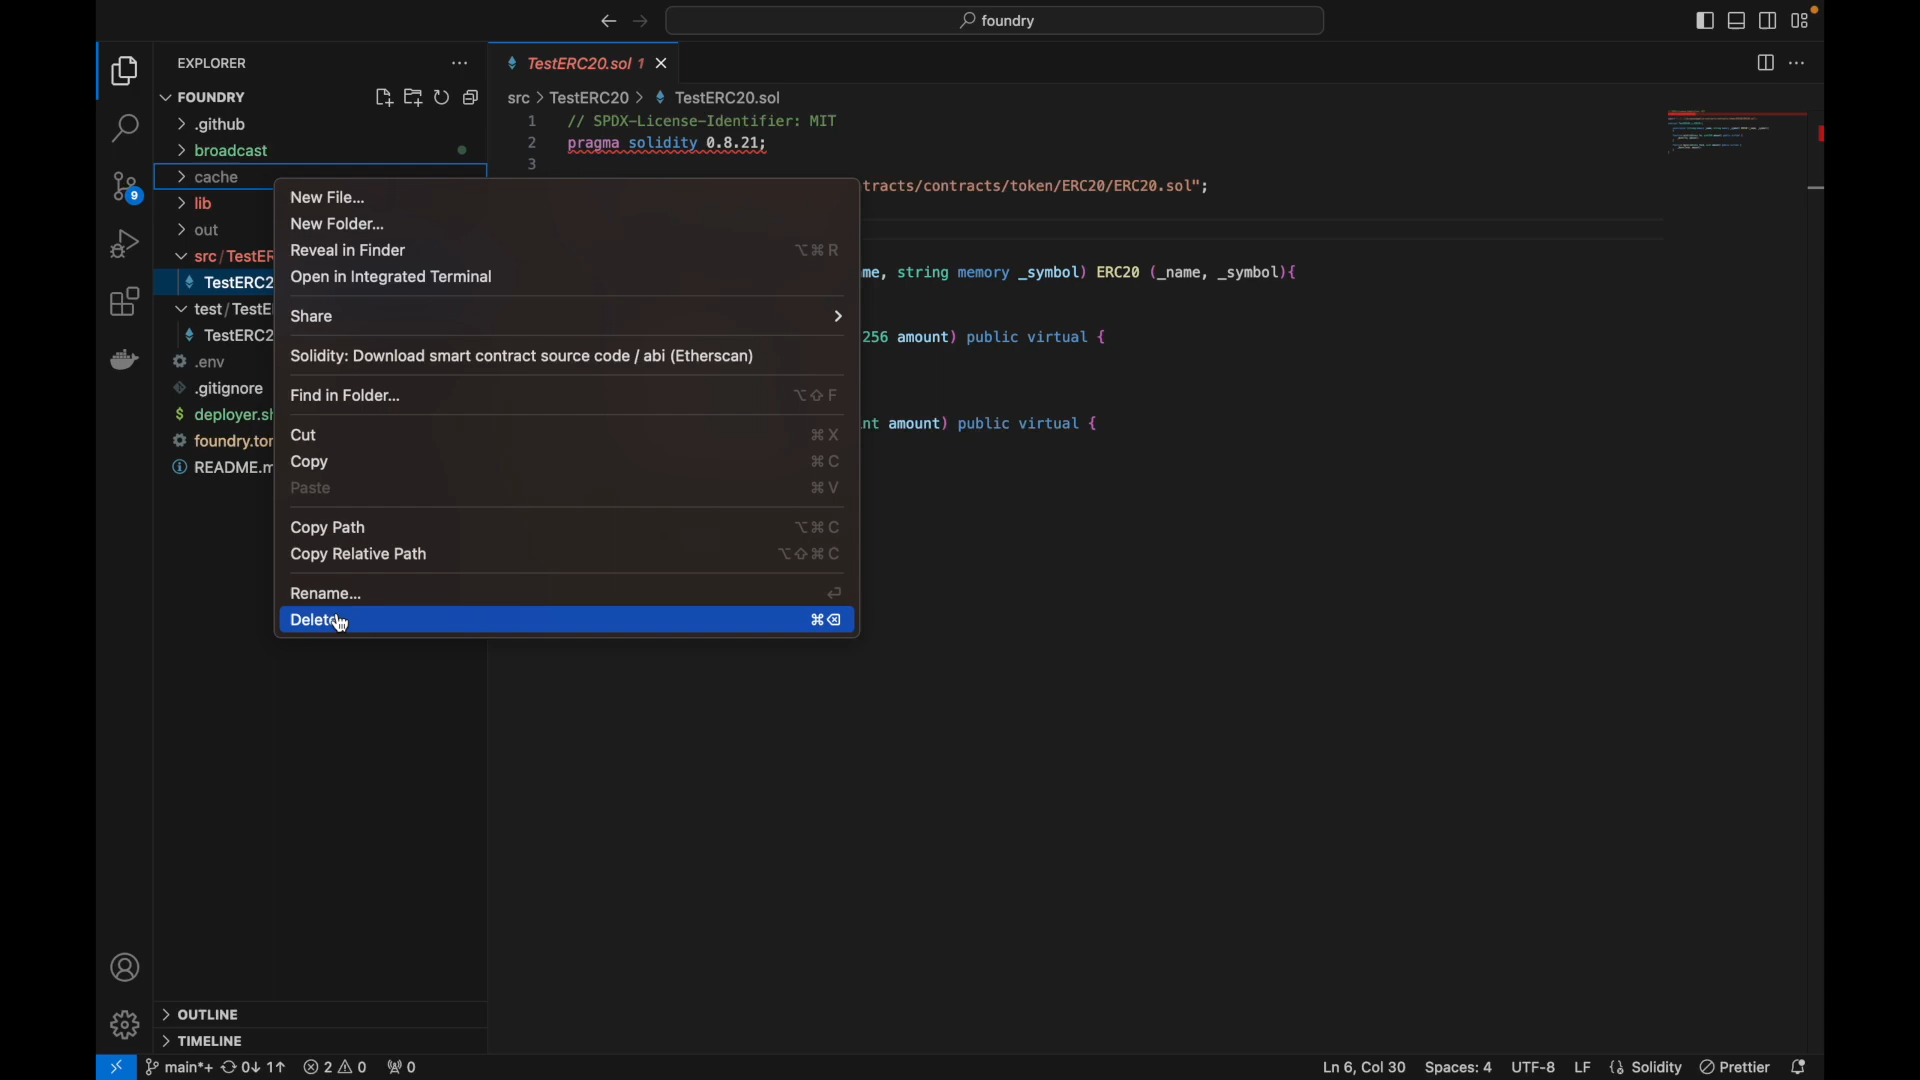 foundry
EXPLORER
TestERC20.sol 1
FOUNDRY
src > TestERC20 > TestERC20.sol
.github
broadcast
cache
lib
out
src / TestER
TestERC2
test / TestE
TestERC2
.env
.gitignore
deployer.sh
foundry.tom
README.m
9
1 // SPDX-License-Identifier: MIT
2 pragma solidity 0.8.21;
3
tracts/contracts/token/ERC20/ERC20.sol";
me, string memory _symbol) ERC20 (_name, _symbol){
256 amount) public virtual {
nt amount) public virtual {
New File...
New Folder...
Reveal in Finder ⌥⌘R
Open in Integrated Terminal
Share
Solidity: Download smart contract source code / abi (Etherscan)
Find in Folder... ⌥⇧F
Cut ⌘X
Copy ⌘C
Paste ⌘V
Copy Path ⌥⌘C
Copy Relative Path ⌥⇧⌘C
Rename... ⏎
Delete ⌘⌫
OUTLINE
TIMELINE
main*+ 0↓ 1↑ 2 0 0
Ln 6, Col 30 Spaces: 4 UTF-8 LF {} Solidity Prettier